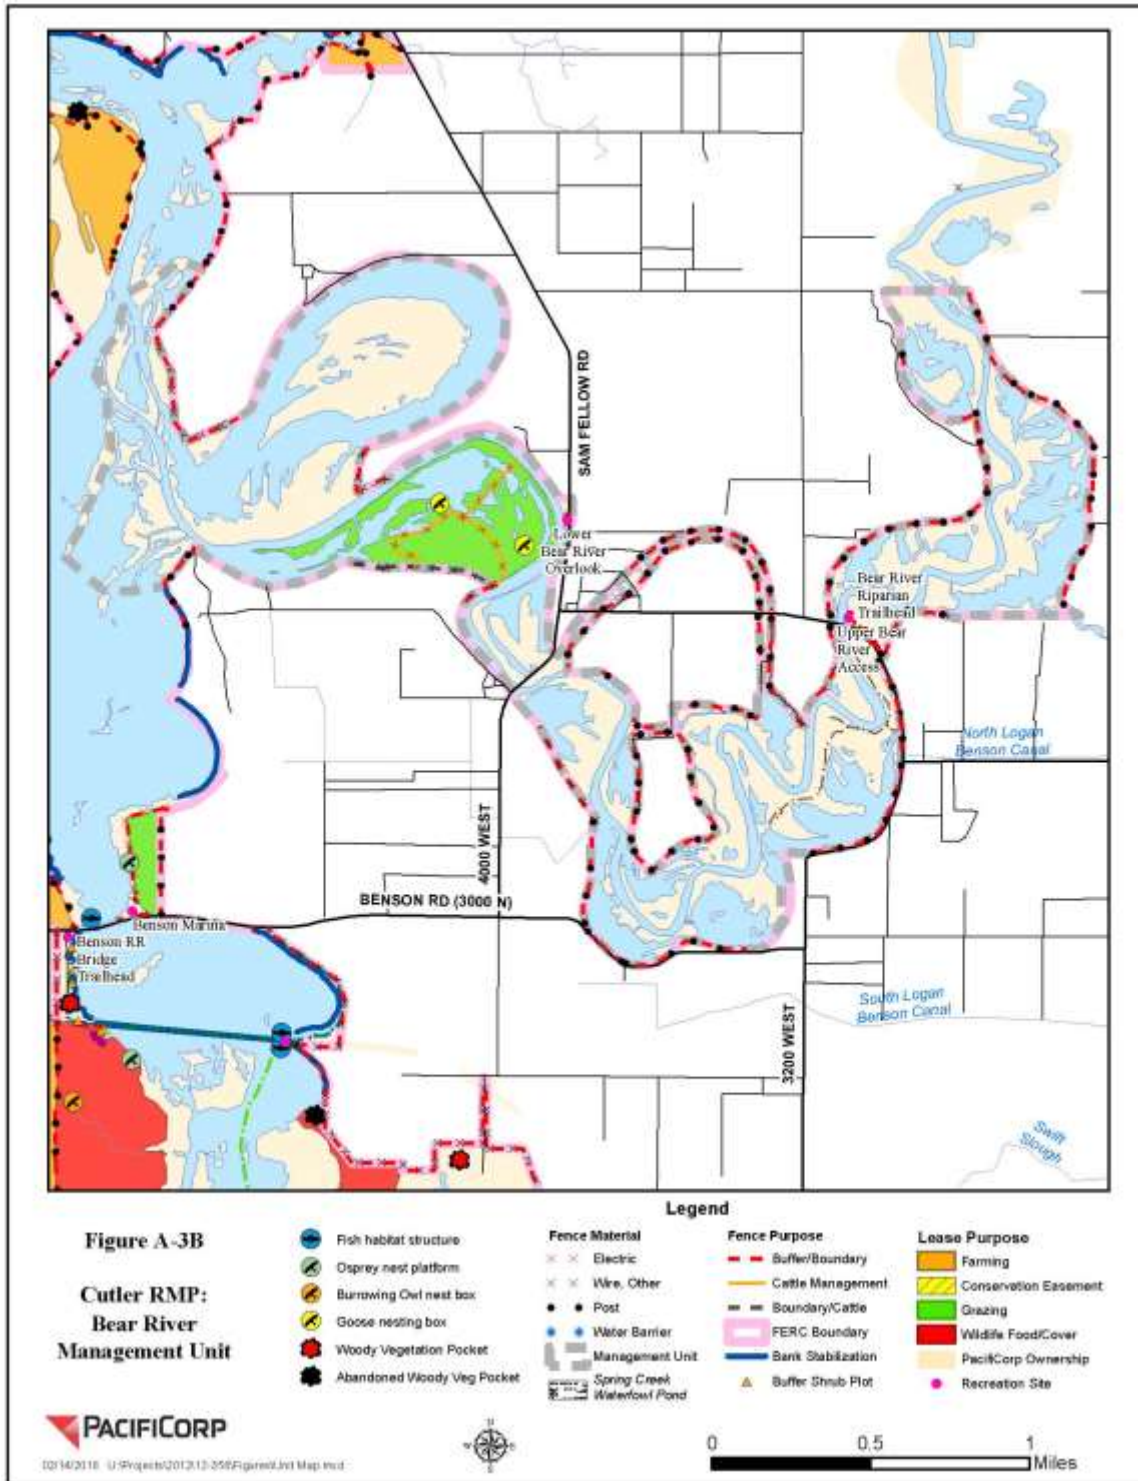 SAM FELLOW RD
Lower
Bear River
Overlook
Bear River
Riparian
Trailhead
Upper Bear
River
Access
North Logan
Benson Canal
4000 WEST
BENSON RD (3000 N)
Benson Marina
Benson RR
Bridge
Trailhead
South Logan
Benson Canal
3200 WEST
Swift
Slough
Legend
Figure A-3B
Cutler RMP:
Bear River
Management Unit
Fish habitat structure
Osprey nest platform
Burrowing Owl nest box
Goose nesting box
Woody Vegetation Pocket
Abandoned Woody Veg Pocket
Fence Material
Electric
Wire, Other
Post
Water Barrier
Management Unit
Spring Creek
Waterfowl Pond
Fence Purpose
Buffer/Boundary
Cattle Management
Boundary/Cattle
FERC Boundary
Bank Stabilization
Buffer Shrub Plot
Lease Purpose
Farming
Conservation Easement
Grazing
Wildlife Food/Cover
PacifiCorp Ownership
Recreation Site
PACIFICORP
N
0 0.5 1
Miles